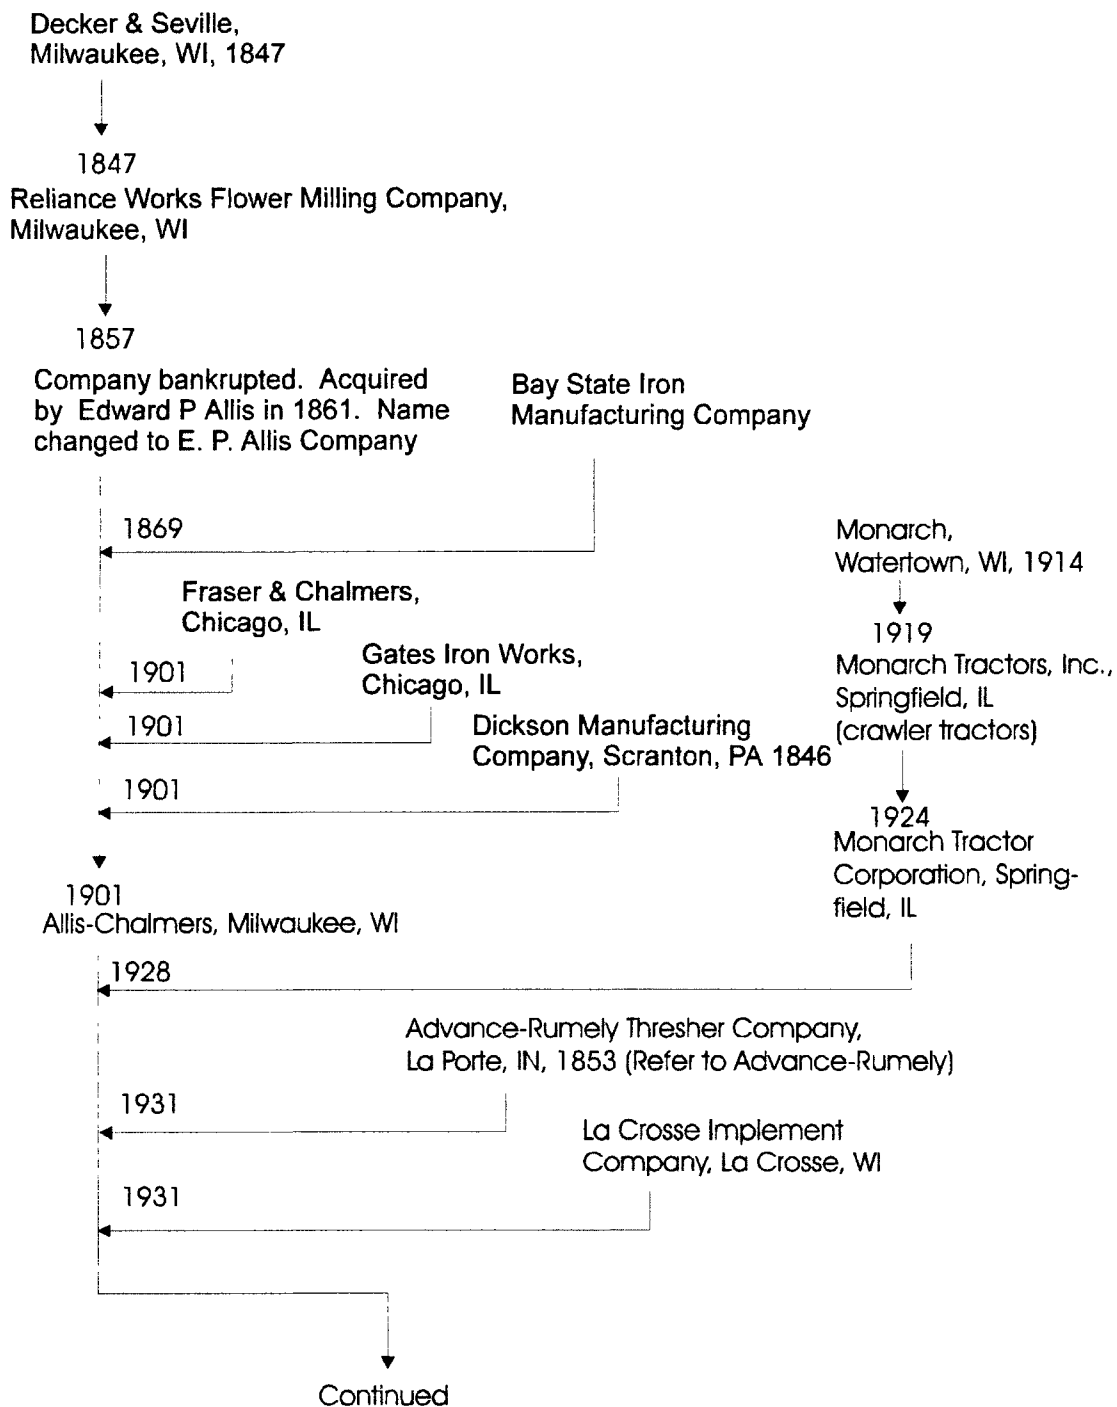 Decker & Seville,
Milwaukee, WI, 1847
1847
Reliance Works Flower Milling Company,
Milwaukee, WI
1857
Company bankrupted. Acquired
by Edward P Allis in 1861. Name
changed to E. P. Allis Company
Bay State Iron
Manufacturing Company
1869
Fraser & Chalmers,
Chicago, IL
1901
Gates Iron Works,
Chicago, IL
1901
Dickson Manufacturing
Company, Scranton, PA 1846
1901
Monarch,
Watertown, WI, 1914
1919
Monarch Tractors, Inc.,
Springfield, IL
(crawler tractors)
1924
Monarch Tractor
Corporation, Spring-
field, IL
1901
Allis-Chalmers, Milwaukee, WI
1928
Advance-Rumely Thresher Company,
La Porte, IN, 1853 (Refer to Advance-Rumely)
1931
La Crosse Implement
Company, La Crosse, WI
1931
Continued